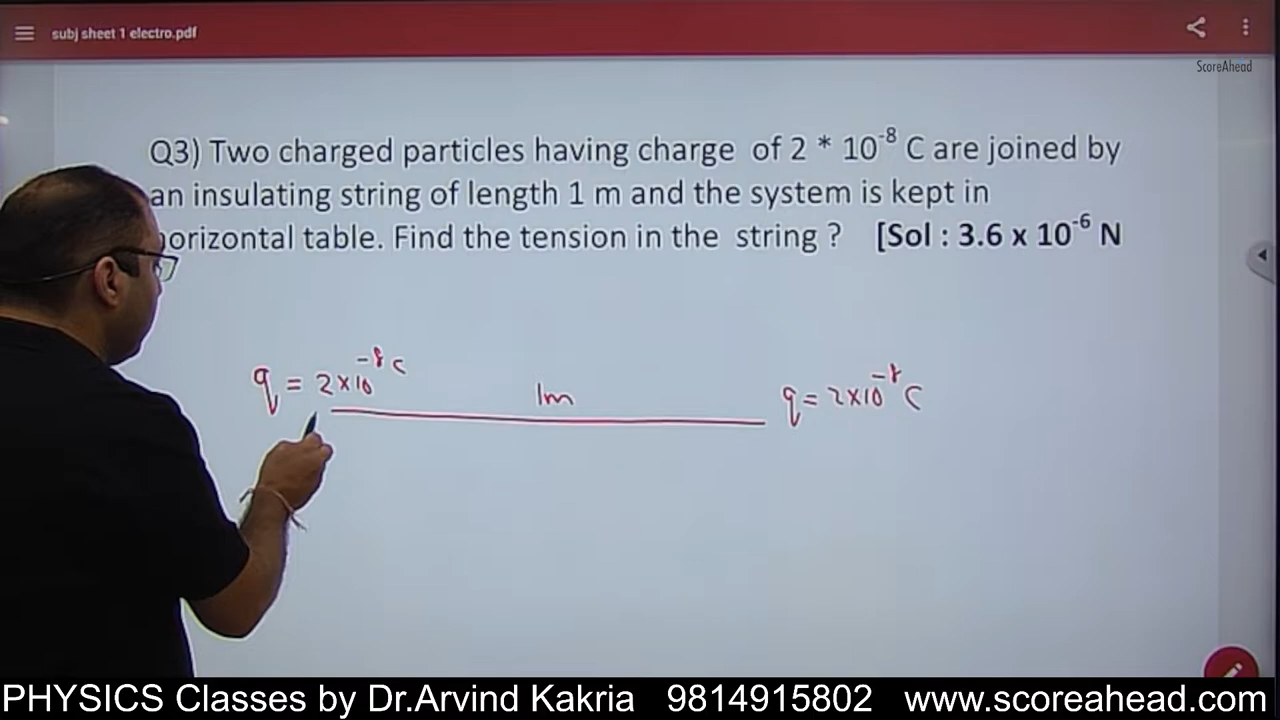 subj sheet 1 electro.pdf
ScoreAhead
Q3) Two charged particles having charge of 2 * 10⁻⁸ C are joined by
an insulating string of length 1 m and the system is kept in
orizontal table. Find the tension in the string ? [Sol : 3.6 x 10⁻⁶ N
q = 2×10⁻⁸ C
1m
q = 2×10⁻⁸ C
PHYSICS Classes by Dr.Arvind Kakria 9814915802 www.scoreahead.com